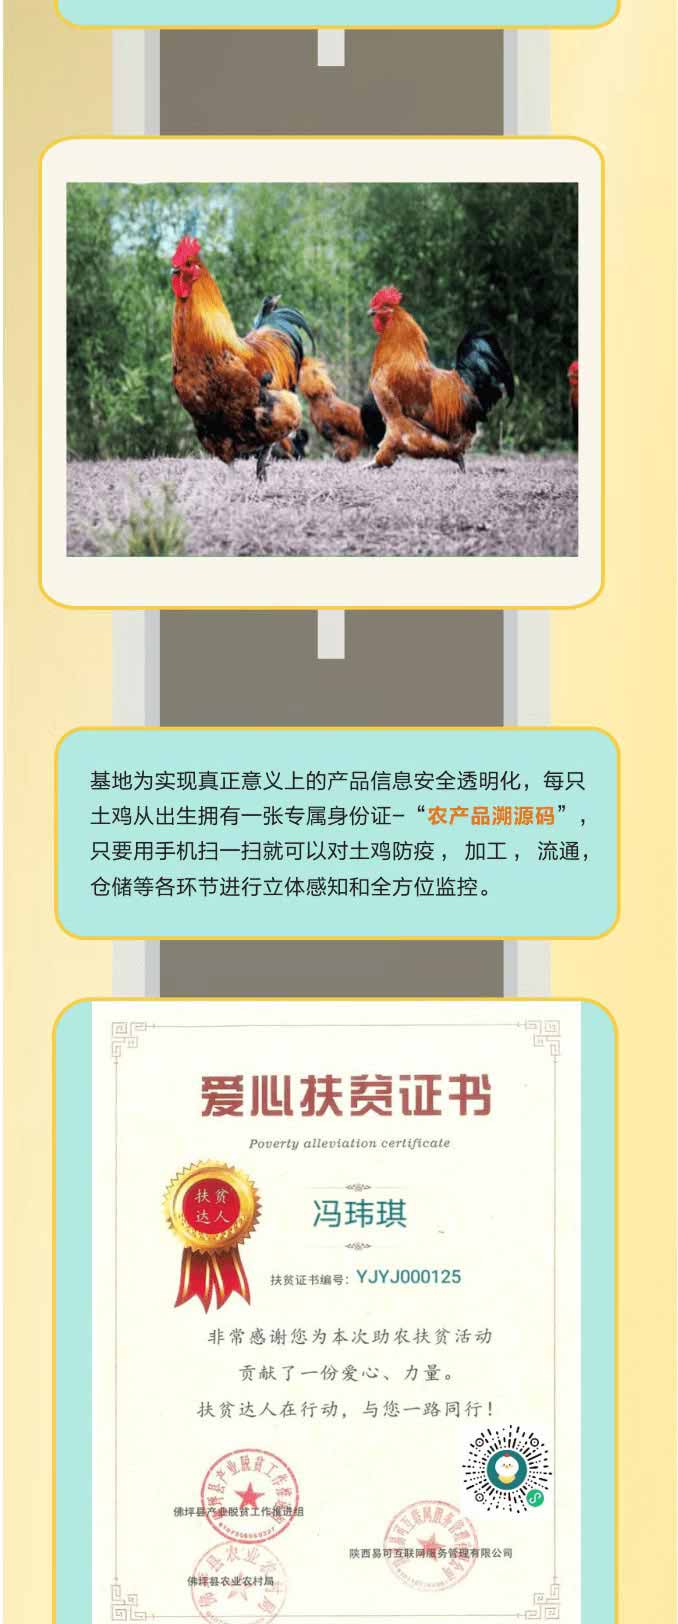 基地为实现真正意义上的产品信息安全透明化，每只
土鸡从出生拥有一张专属身份证-“农产品溯源码”，
只要用手机扫一扫就可以对土鸡防疫，加工，流通，
仓储等各环节进行立体感知和全方位监控。
爱心扶贫证书
Poverty alleviation certificate
扶贫
达人
冯玮琪
扶贫证书编号：YJYJ000125
非常感谢您为本次助农扶贫活动
贡献了一份爱心、力量。
扶贫达人在行动，与您一路同行！
佛坪县产业脱贫工作推进组
陕西易可互联网服务管理有限公司
佛坪县农业农村局